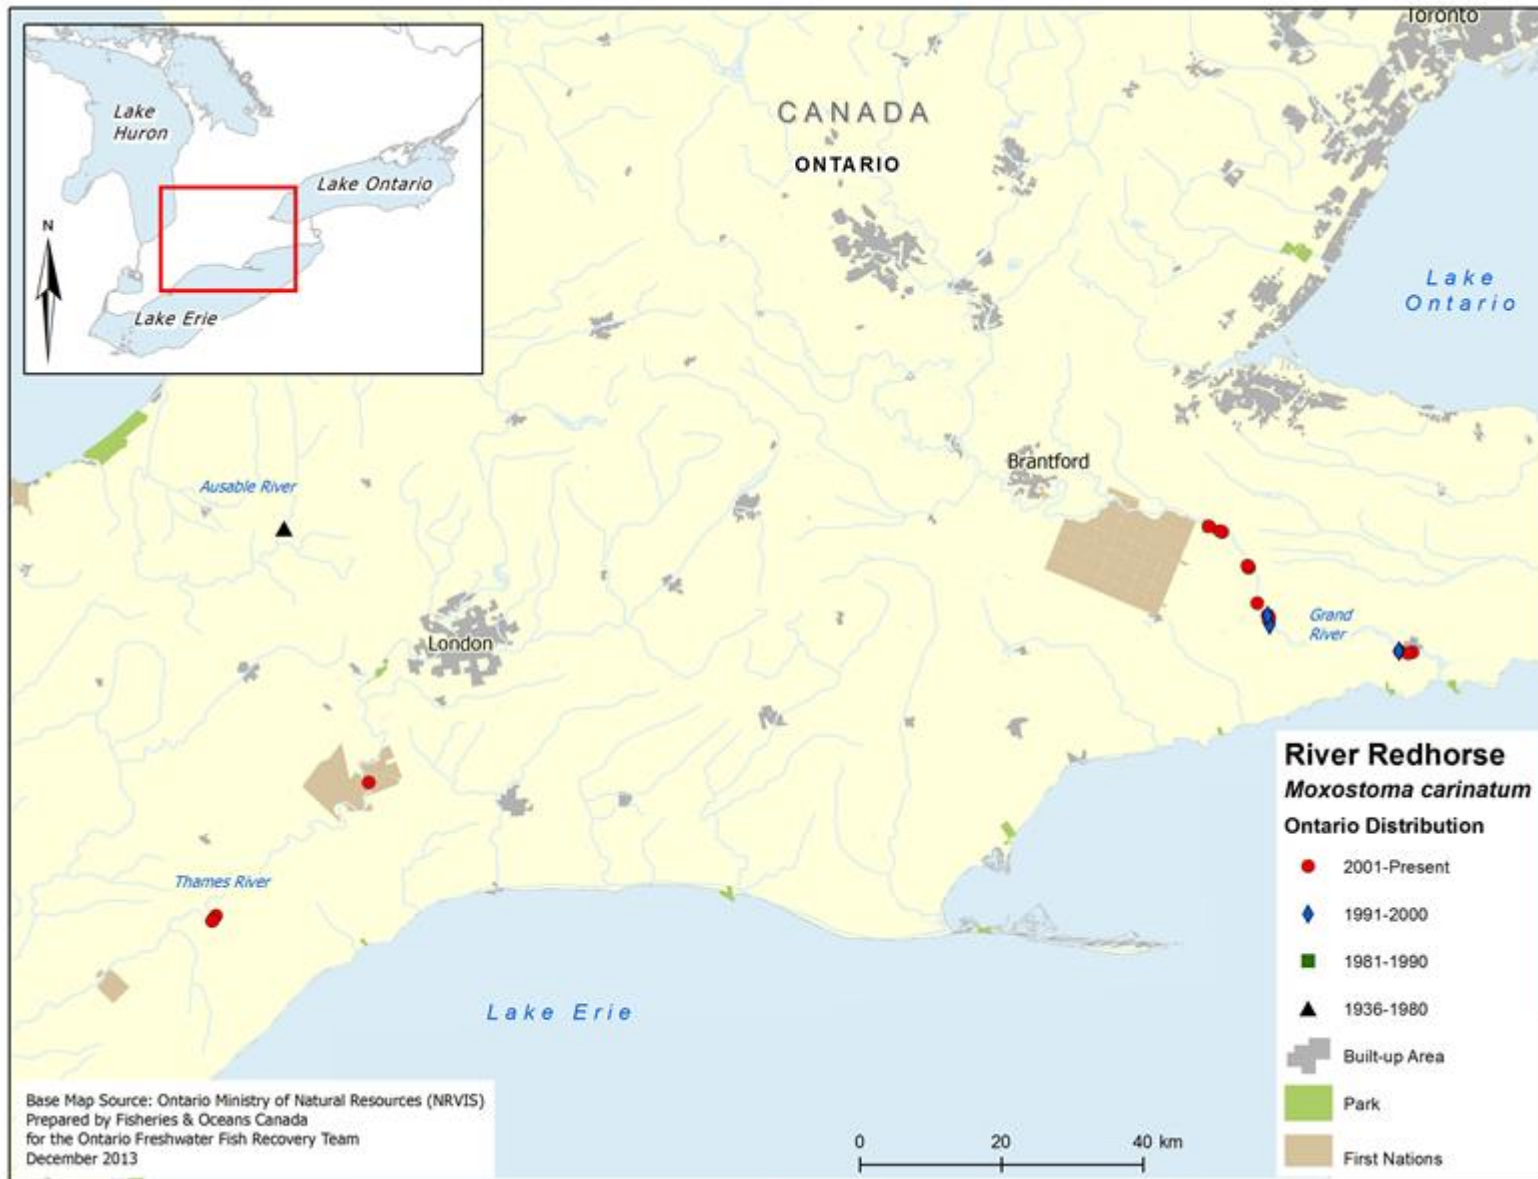 Toronto
CANADA
ONTARIO
Lake
Huron
Lake Ontario
N
Lake Erie
Lake
Ontario
Brantford
Ausable River
Grand
River
London
Thames River
Lake Erie
River Redhorse
Moxostoma carinatum
Ontario Distribution
2001-Present
1991-2000
1981-1990
1936-1980
Built-up Area
Park
First Nations
Base Map Source: Ontario Ministry of Natural Resources (NRVIS)
Prepared by Fisheries & Oceans Canada
for the Ontario Freshwater Fish Recovery Team
December 2013
0 20 40 km